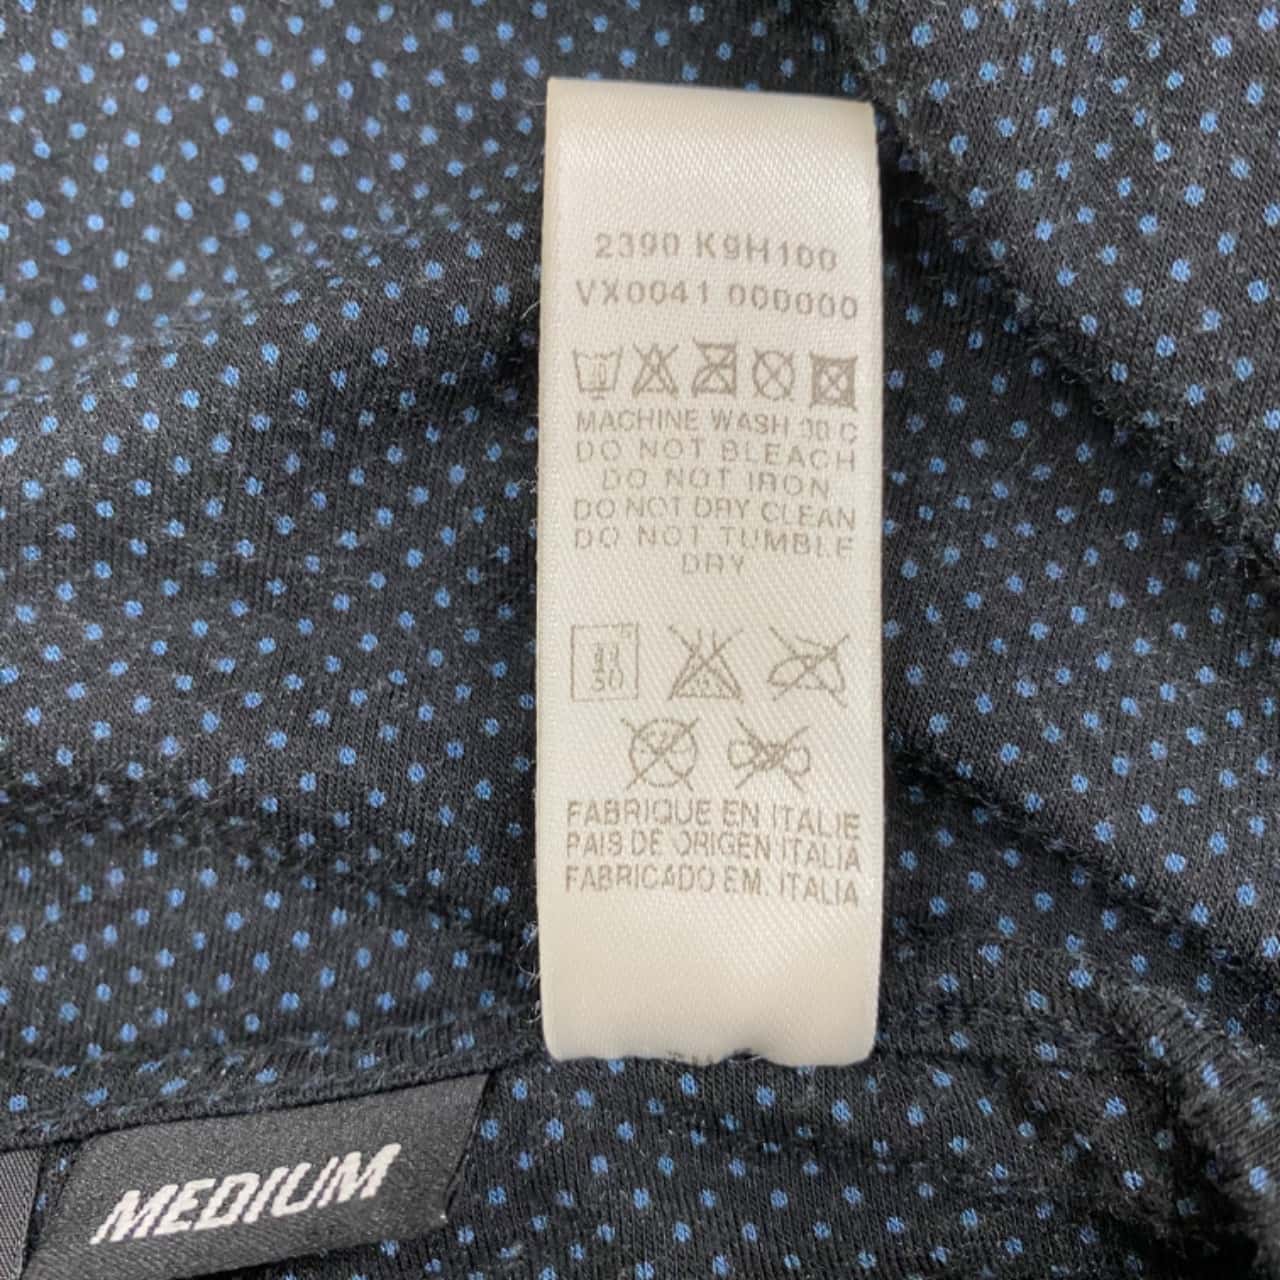 2390 K9H100
VX0041 000000
MACHINE WASH 30 C
DO NOT BLEACH
DO NOT IRON
DO NOT DRY CLEAN
DO NOT TUMBLE
DRY
30
FABRIQUE EN ITALIE
PAIS DE ORIGEN ITALIA
FABRICADO EM ITALIA
MEDIUM